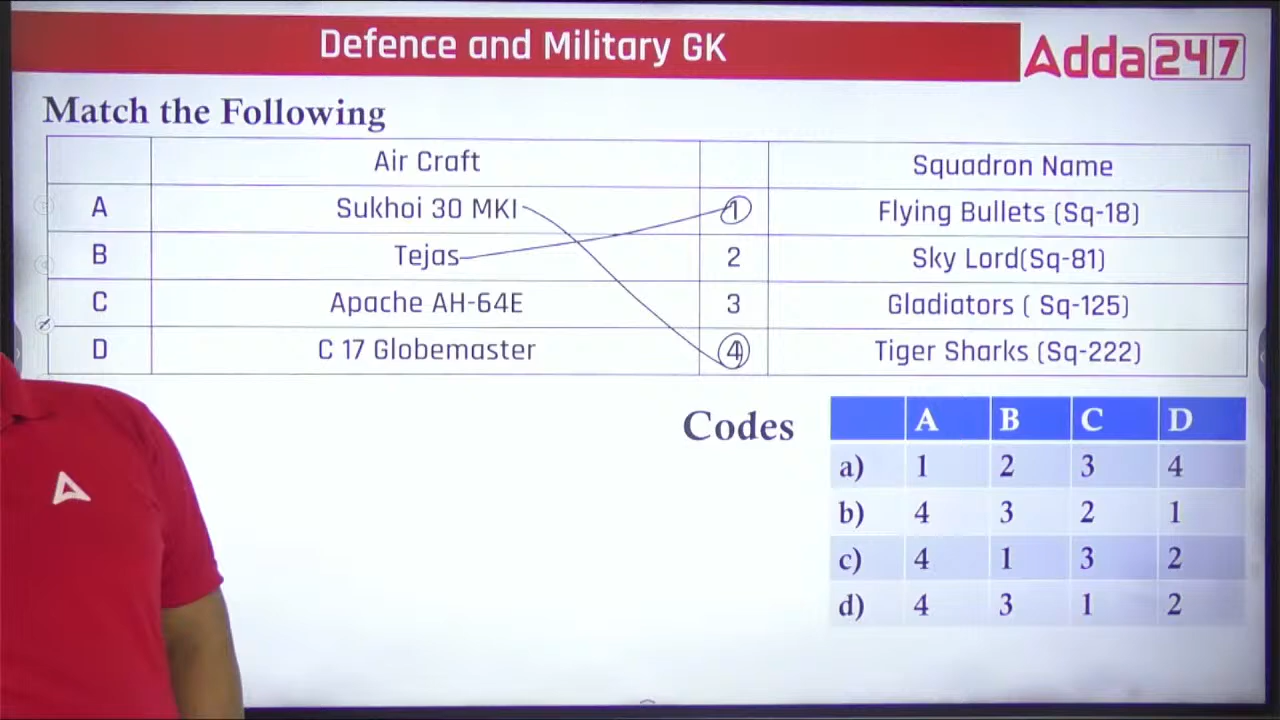 Defence and Military GK
Adda247
Match the Following
Air Craft Squadron Name
A Sukhoi 30 MKI 1 Flying Bullets (Sq-18)
B Tejas 2 Sky Lord(Sq-81)
C Apache AH-64E 3 Gladiators ( Sq-125)
D C 17 Globemaster 4 Tiger Sharks (Sq-222)
Codes A B C D
a) 1 2 3 4
b) 4 3 2 1
c) 4 1 3 2
d) 4 3 1 2